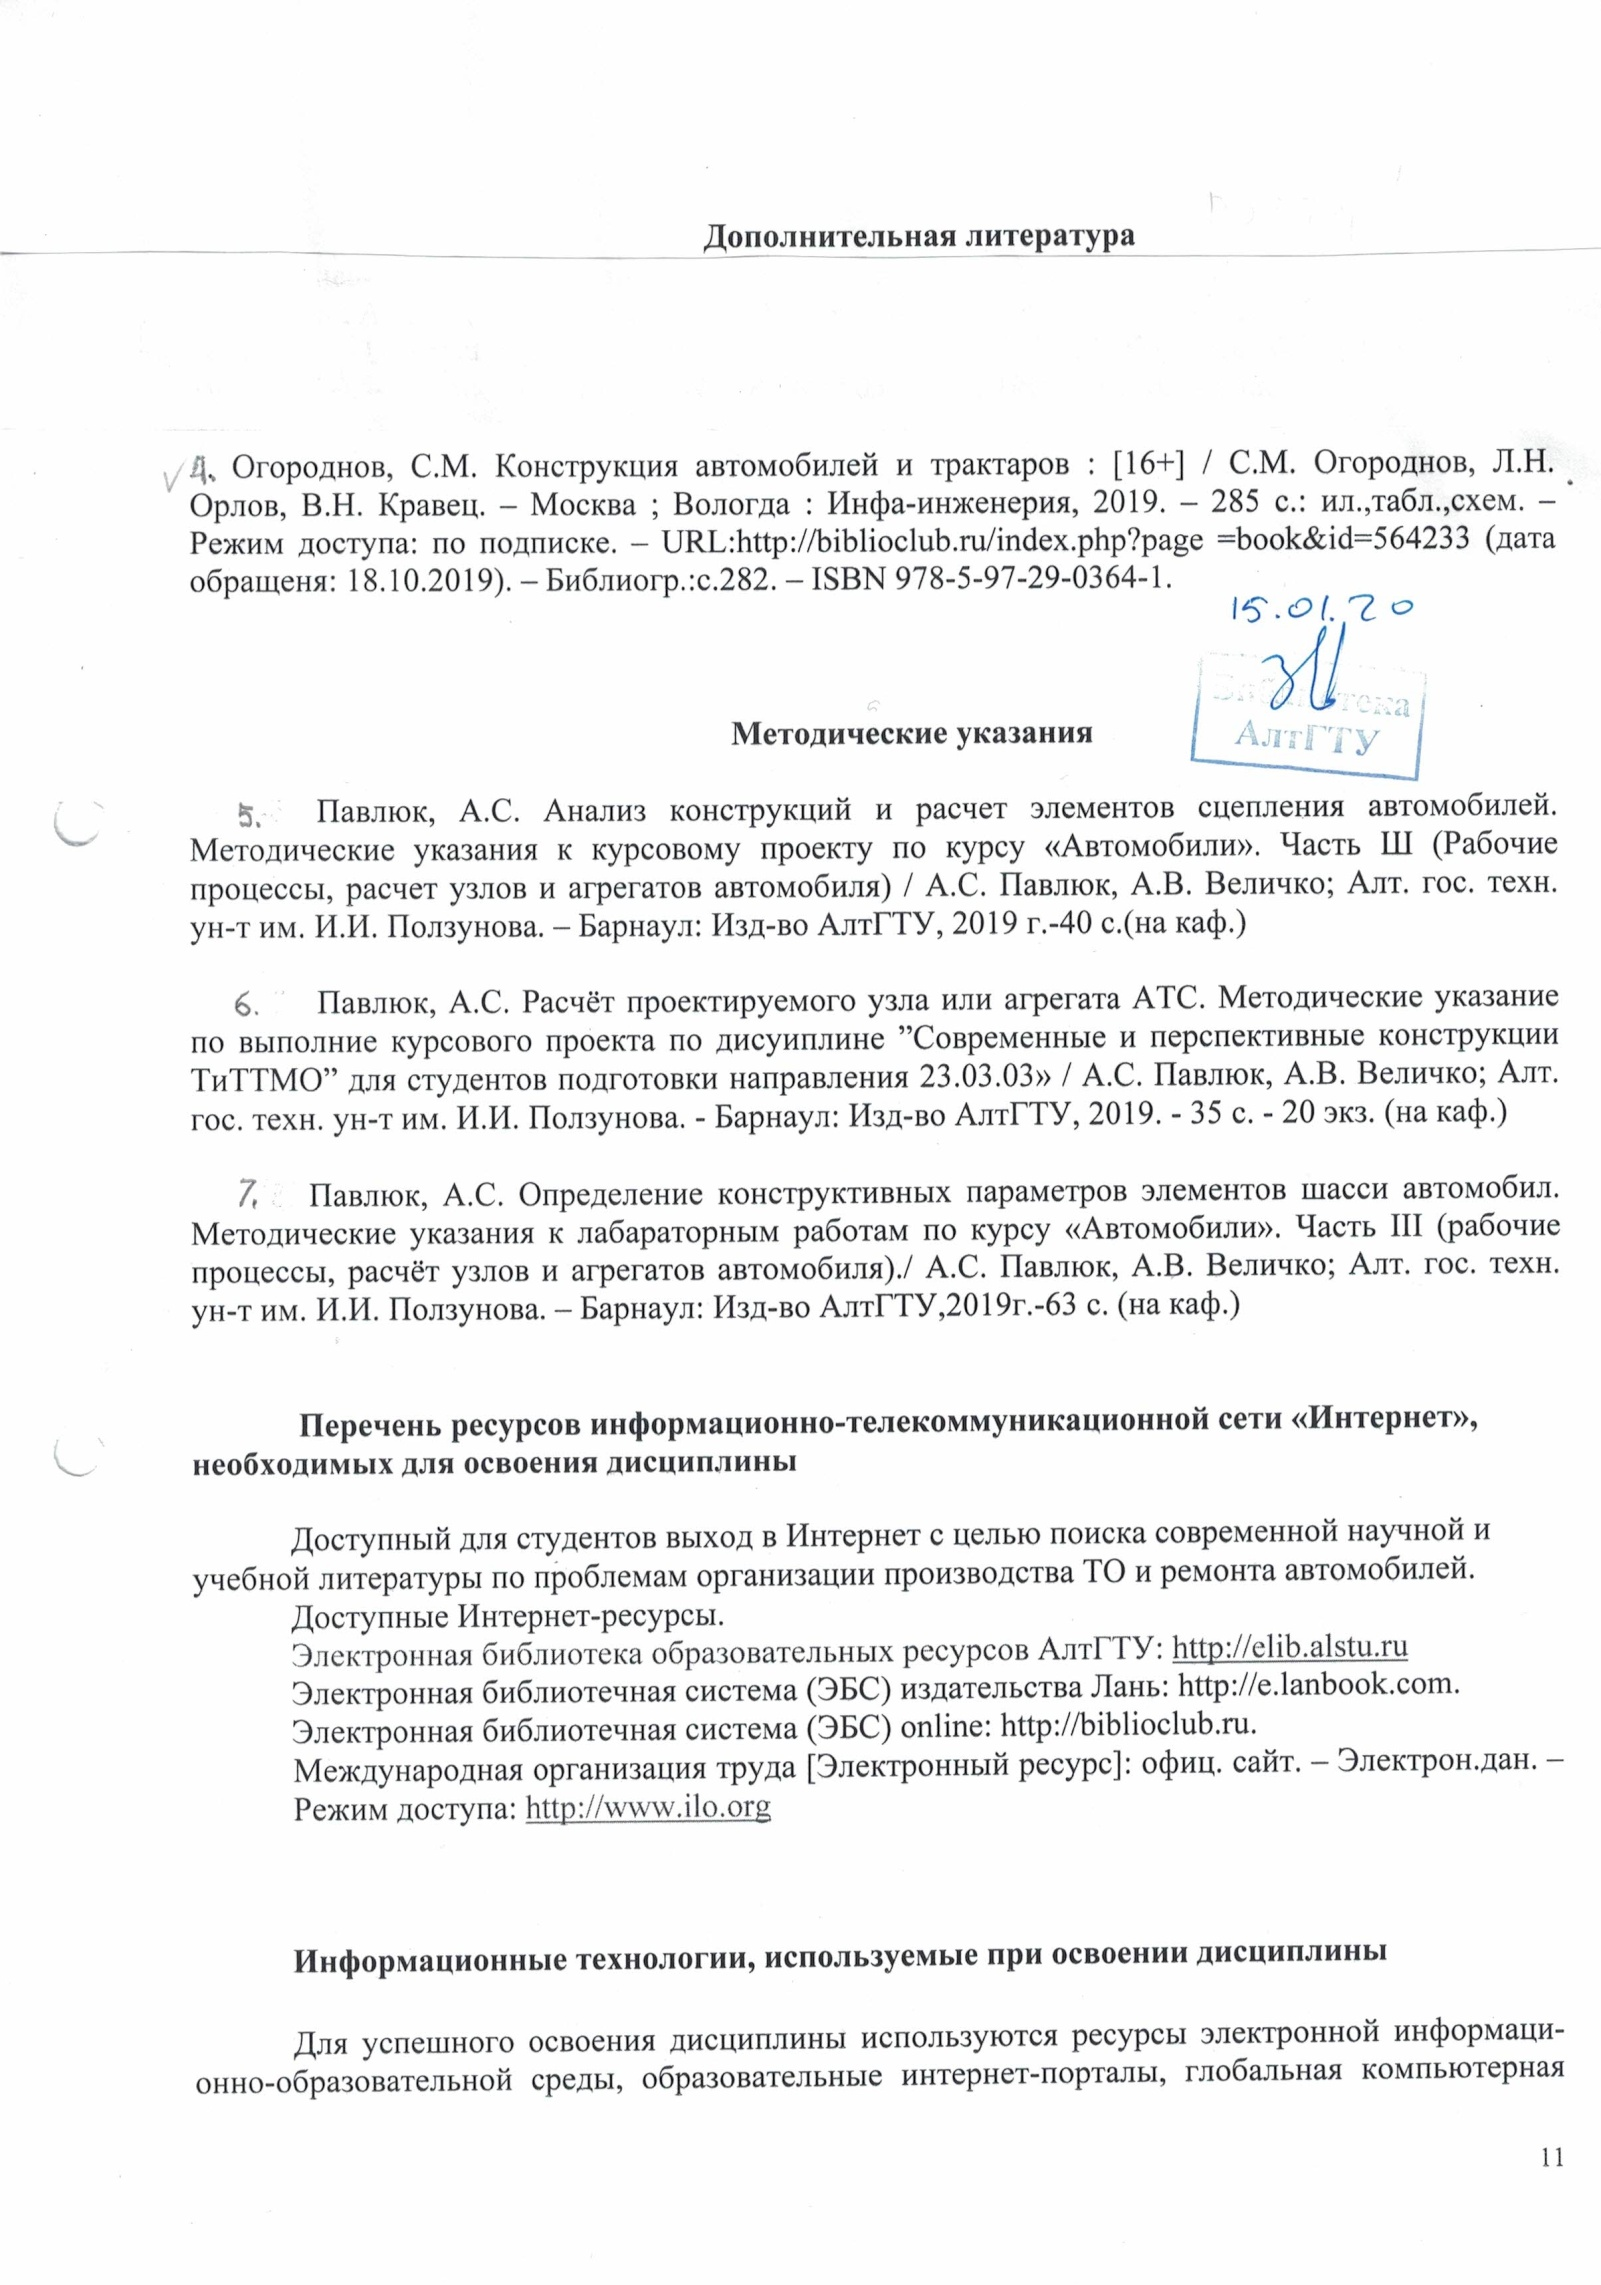 Дополнительная литература
4. Огороднов, С.М. Конструкция автомобилей и трактаров : [16+] / С.М. Огороднов, Л.Н.
Орлов, В.Н. Кравец. – Москва ; Вологда : Инфа-инженерия, 2019. – 285 с.: ил.,табл.,схем. –
Режим доступа: по подписке. – URL:http://biblioclub.ru/index.php?page =book&id=564233 (дата
обращеня: 18.10.2019). – Библиогр.:с.282. – ISBN 978-5-97-29-0364-1.
15.01.20
Библиотека
АлтГТУ
Методические указания
5. Павлюк, А.С. Анализ конструкций и расчет элементов сцепления автомобилей.
Методические указания к курсовому проекту по курсу «Автомобили». Часть Ш (Рабочие
процессы, расчет узлов и агрегатов автомобиля) / А.С. Павлюк, А.В. Величко; Алт. гос. техн.
ун-т им. И.И. Ползунова. – Барнаул: Изд-во АлтГТУ, 2019 г.-40 с.(на каф.)
6. Павлюк, А.С. Расчёт проектируемого узла или агрегата АТС. Методические указание
по выполние курсового проекта по дисуиплине ”Современные и перспективные конструкции
ТиТТМО” для студентов подготовки направления 23.03.03» / А.С. Павлюк, А.В. Величко; Алт.
гос. техн. ун-т им. И.И. Ползунова. - Барнаул: Изд-во АлтГТУ, 2019. - 35 с. - 20 экз. (на каф.)
7. Павлюк, А.С. Определение конструктивных параметров элементов шасси автомобил.
Методические указания к лабараторным работам по курсу «Автомобили». Часть III (рабочие
процессы, расчёт узлов и агрегатов автомобиля)./ А.С. Павлюк, А.В. Величко; Алт. гос. техн.
ун-т им. И.И. Ползунова. – Барнаул: Изд-во АлтГТУ,2019г.-63 с. (на каф.)
Перечень ресурсов информационно-телекоммуникационной сети «Интернет»,
необходимых для освоения дисциплины
Доступный для студентов выход в Интернет с целью поиска современной научной и
учебной литературы по проблемам организации производства ТО и ремонта автомобилей.
Доступные Интернет-ресурсы.
Электронная библиотека образовательных ресурсов АлтГТУ: http://elib.alstu.ru
Электронная библиотечная система (ЭБС) издательства Лань: http://e.lanbook.com.
Электронная библиотечная система (ЭБС) online: http://biblioclub.ru.
Международная организация труда [Электронный ресурс]: офиц. сайт. – Электрон.дан. –
Режим доступа: http://www.ilo.org
Информационные технологии, используемые при освоении дисциплины
Для успешного освоения дисциплины используются ресурсы электронной информаци-
онно-образовательной среды, образовательные интернет-порталы, глобальная компьютерная
11